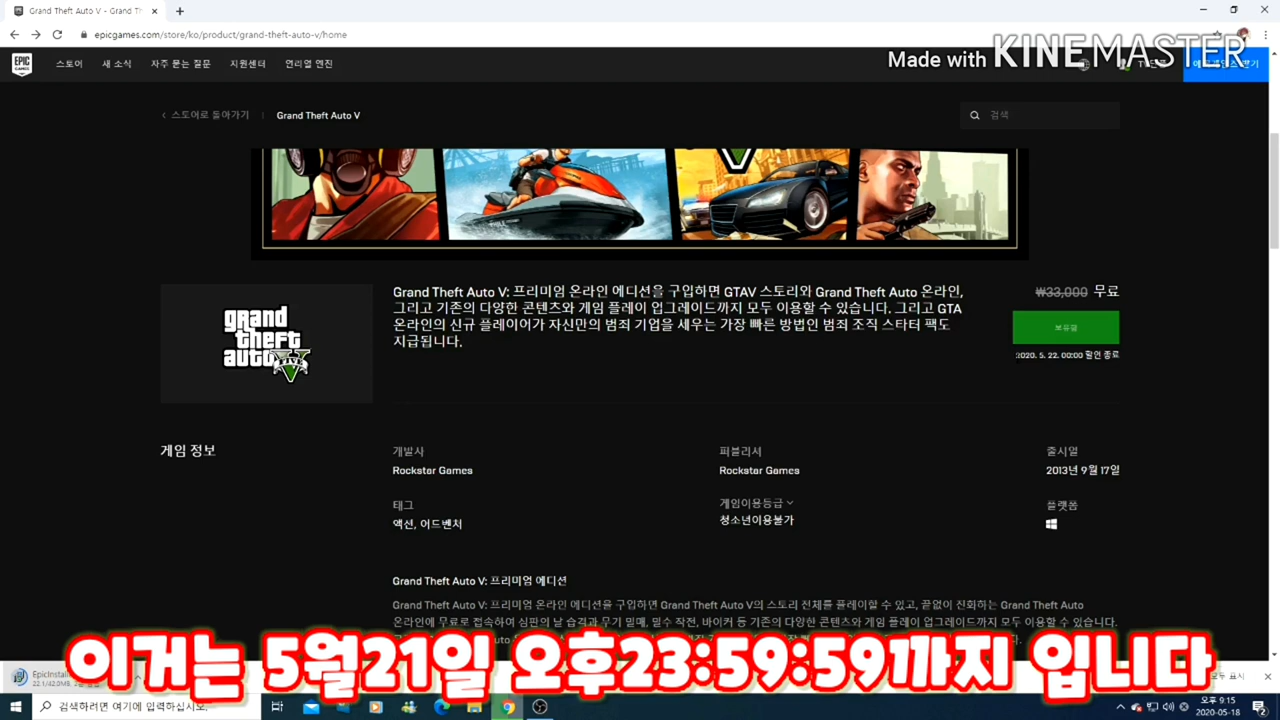 Grand Theft Auto V - Grand Th
epicgames.com/store/ko/product/grand-theft-auto-v/home
Made with KINEMASTER
EPIC GAMES
스토어
새 소식
자주 묻는 질문
지원센터
언리얼 엔진
스토어로 돌아가기
Grand Theft Auto V
검색
grand theft auto V FIVE
Grand Theft Auto V: 프리미엄 온라인 에디션을 구입하면 GTAV 스토리와 Grand Theft Auto 온라인,
그리고 기존의 다양한 콘텐츠와 게임 플레이 업그레이드까지 모두 이용할 수 있습니다. 그리고 GTA
온라인의 신규 플레이어가 자신만의 범죄 기업을 세우는 가장 빠른 방법인 범죄 조직 스타터 팩도
지급됩니다.
₩33,000 무료
보유함
2020. 5. 22. 00:00 할인 종료
게임 정보
개발사
Rockstar Games
피블리셔
Rockstar Games
출시일
2013년 9월 17일
태그
액션, 어드벤처
게임이용등급
청소년이용불가
플랫폼
Grand Theft Auto V: 프리미엄 에디션
Grand Theft Auto V: 프리미엄 온라인 에디션을 구입하면 Grand Theft Auto V의 스토리 전체를 플레이할 수 있고, 끝없이 진화하는 Grand Theft Auto
온라인에 무료로 접속하여 심판의 날 습격과 무기 밀매, 밀수 작전, 바이커 등 기존의 다양한 콘텐츠와 게임 플레이 업그레이드까지 모두 이용할 수 있습니다.
이거는 5월21일 오후23:59:59까지 입니다
EpicInstall
22.1/42.0MB,
모두 표시
검색하려면 여기에 입력하십시오.
오후 9:15
2020-05-18